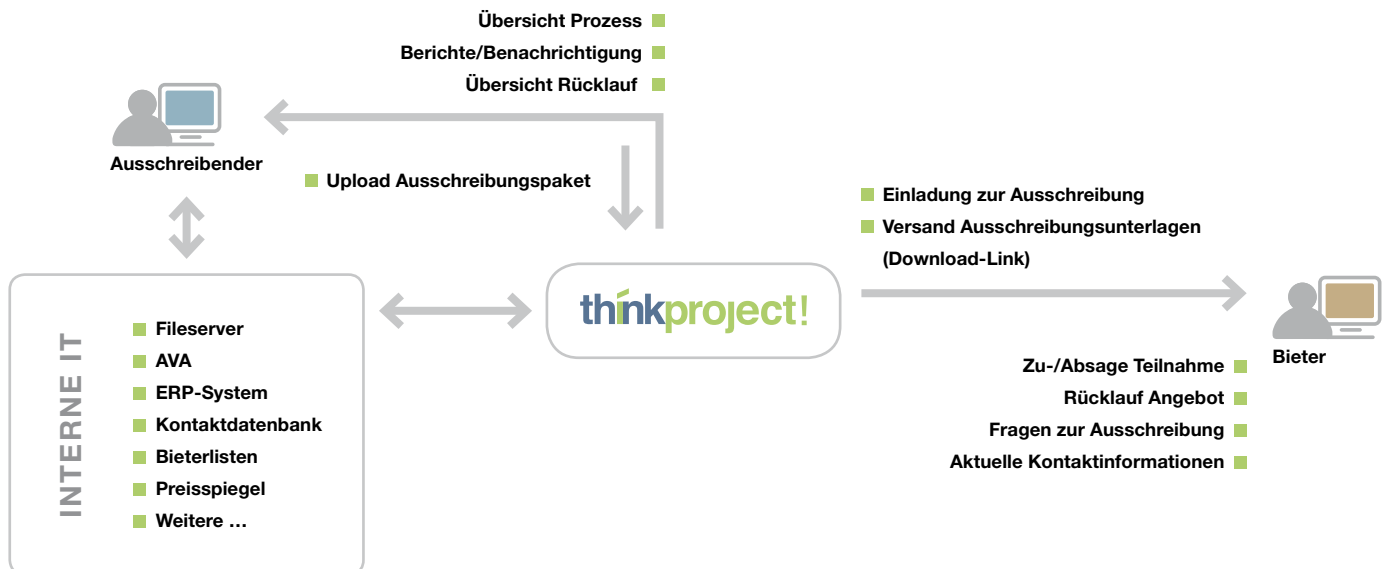 Übersicht Prozess
Berichte/Benachrichtigung
Übersicht Rücklauf
Ausschreibender
Upload Ausschreibungspaket
Einladung zur Ausschreibung
Versand Ausschreibungsunterlagen
(Download-Link)
thinkproject!
INTERNE IT
Fileserver
AVA
ERP-System
Kontaktdatenbank
Bieterlisten
Preisspiegel
Weitere ...
Bieter
Zu-/Absage Teilnahme
Rücklauf Angebot
Fragen zur Ausschreibung
Aktuelle Kontaktinformationen